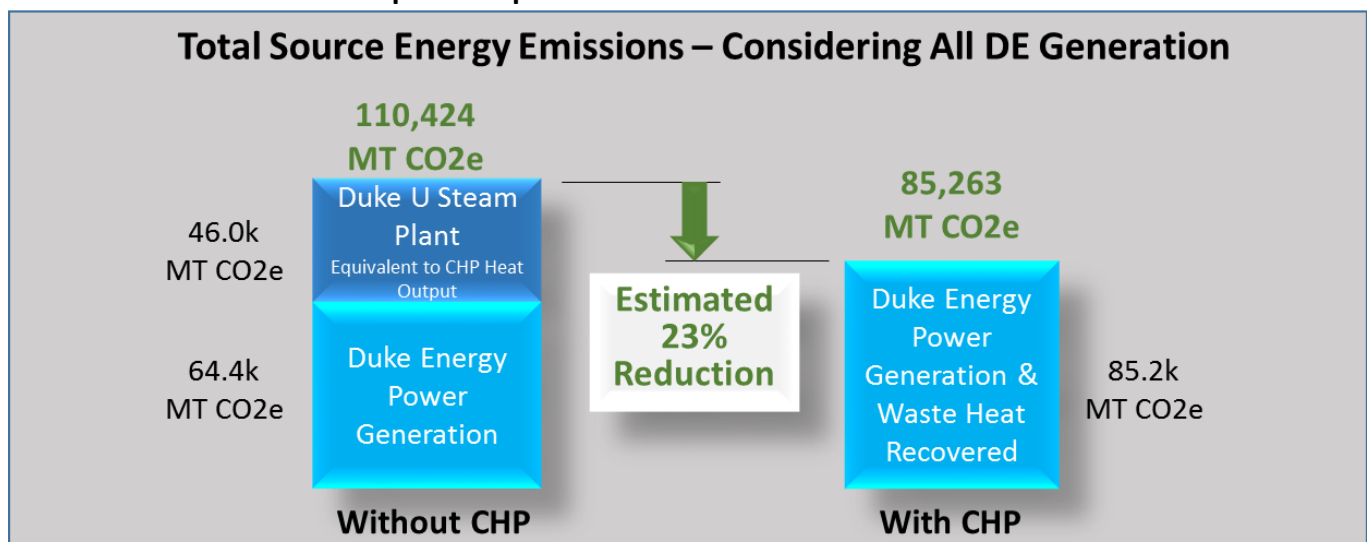 Total Source Energy Emissions – Considering All DE Generation
110,424
MT CO2e
Duke U Steam
Plant
Equivalent to CHP Heat
Output
46.0k
MT CO2e
Duke Energy
Power
Generation
64.4k
MT CO2e
Without CHP
Estimated
23%
Reduction
85,263
MT CO2e
Duke Energy
Power
Generation &
Waste Heat
Recovered
85.2k
MT CO2e
With CHP